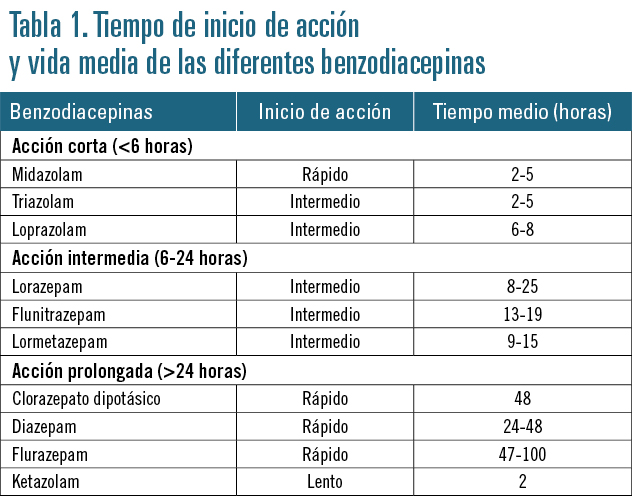 Tabla 1. Tiempo de inicio de acción
y vida media de las diferentes benzodiacepinas
Benzodiacepinas Inicio de acción Tiempo medio (horas)
Acción corta (<6 horas)
Midazolam Rápido 2-5
Triazolam Intermedio 2-5
Loprazolam Intermedio 6-8
Acción intermedia (6-24 horas)
Lorazepam Intermedio 8-25
Flunitrazepam Intermedio 13-19
Lormetazepam Intermedio 9-15
Acción prolongada (>24 horas)
Clorazepato dipotásico Rápido 48
Diazepam Rápido 24-48
Flurazepam Rápido 47-100
Ketazolam Lento 2